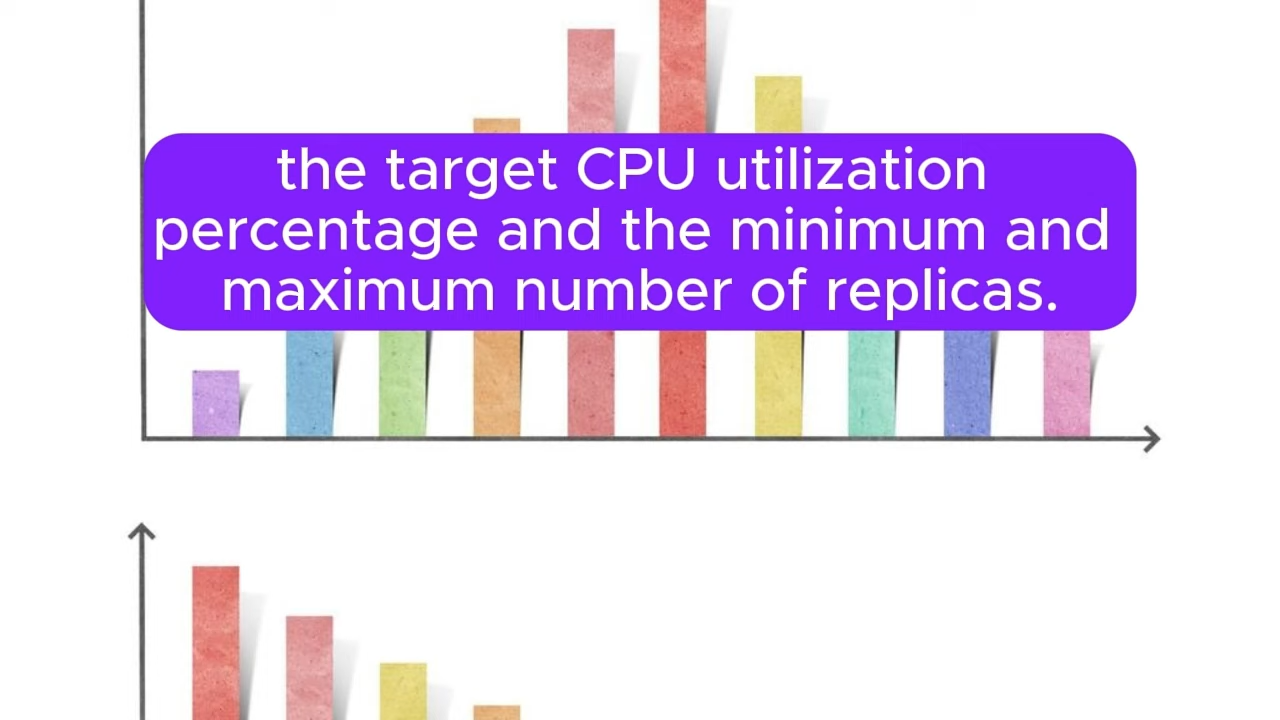 the target CPU utilization
percentage and the minimum and
maximum number of replicas.